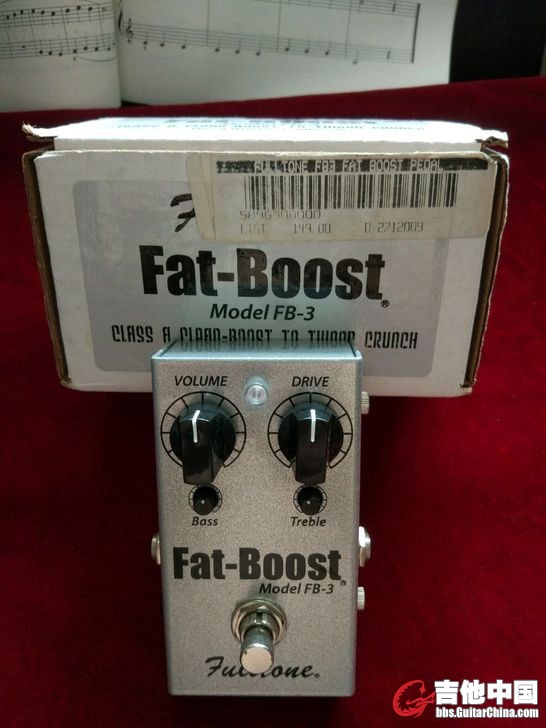 FULLTONE FB3 FAT BOOST PEDAL
LIST 149 00 D-2712009
Fat-Boost®
Model FB-3
CLASS A CLEAN-BOOST TO TWEED CRUNCH
VOLUME DRIVE
Bass Treble
Fat-Boost®
Model FB-3
Fulltone®
吉他中国
bbs.GuitarChina.com